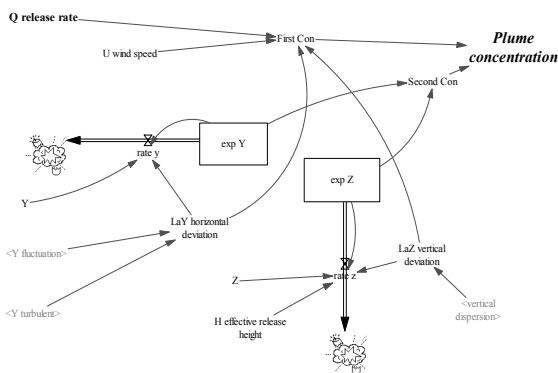 Q release rate
First Con
Plume
concentration
U wind speed
Second Con
exp Y
rate y
exp Z
Y
LaY horizontal
deviation
<Y fluctuation>
LaZ vertical
deviation
Z
rate z
<Y turbulent>
<vertical
dispersion>
H effective release
height